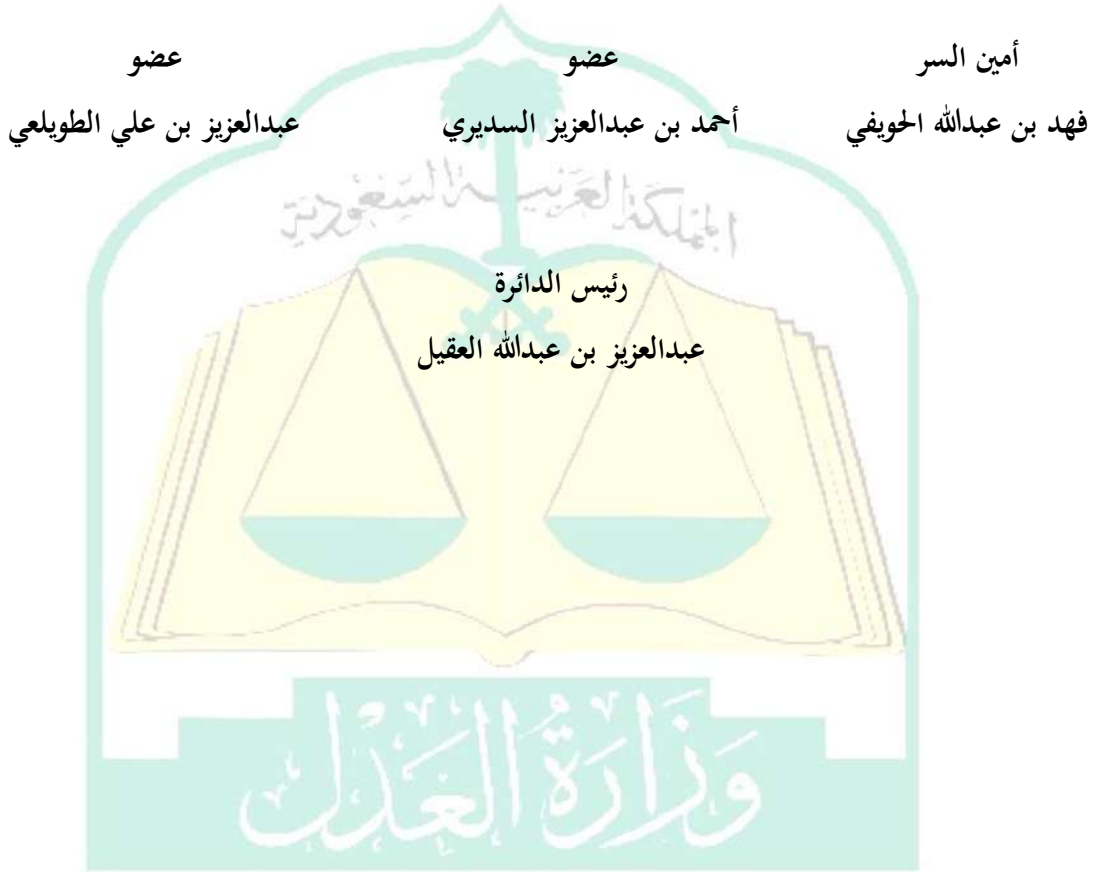 أمين السر عضو عضو
فهد بن عبدالله الحويفي أحمد بن عبدالعزيز السديري عبدالعزيز بن علي الطويلعي
المملكة العربية السعودية
رئيس الدائرة
عبدالعزيز بن عبدالله العقيل
وزارة العدل